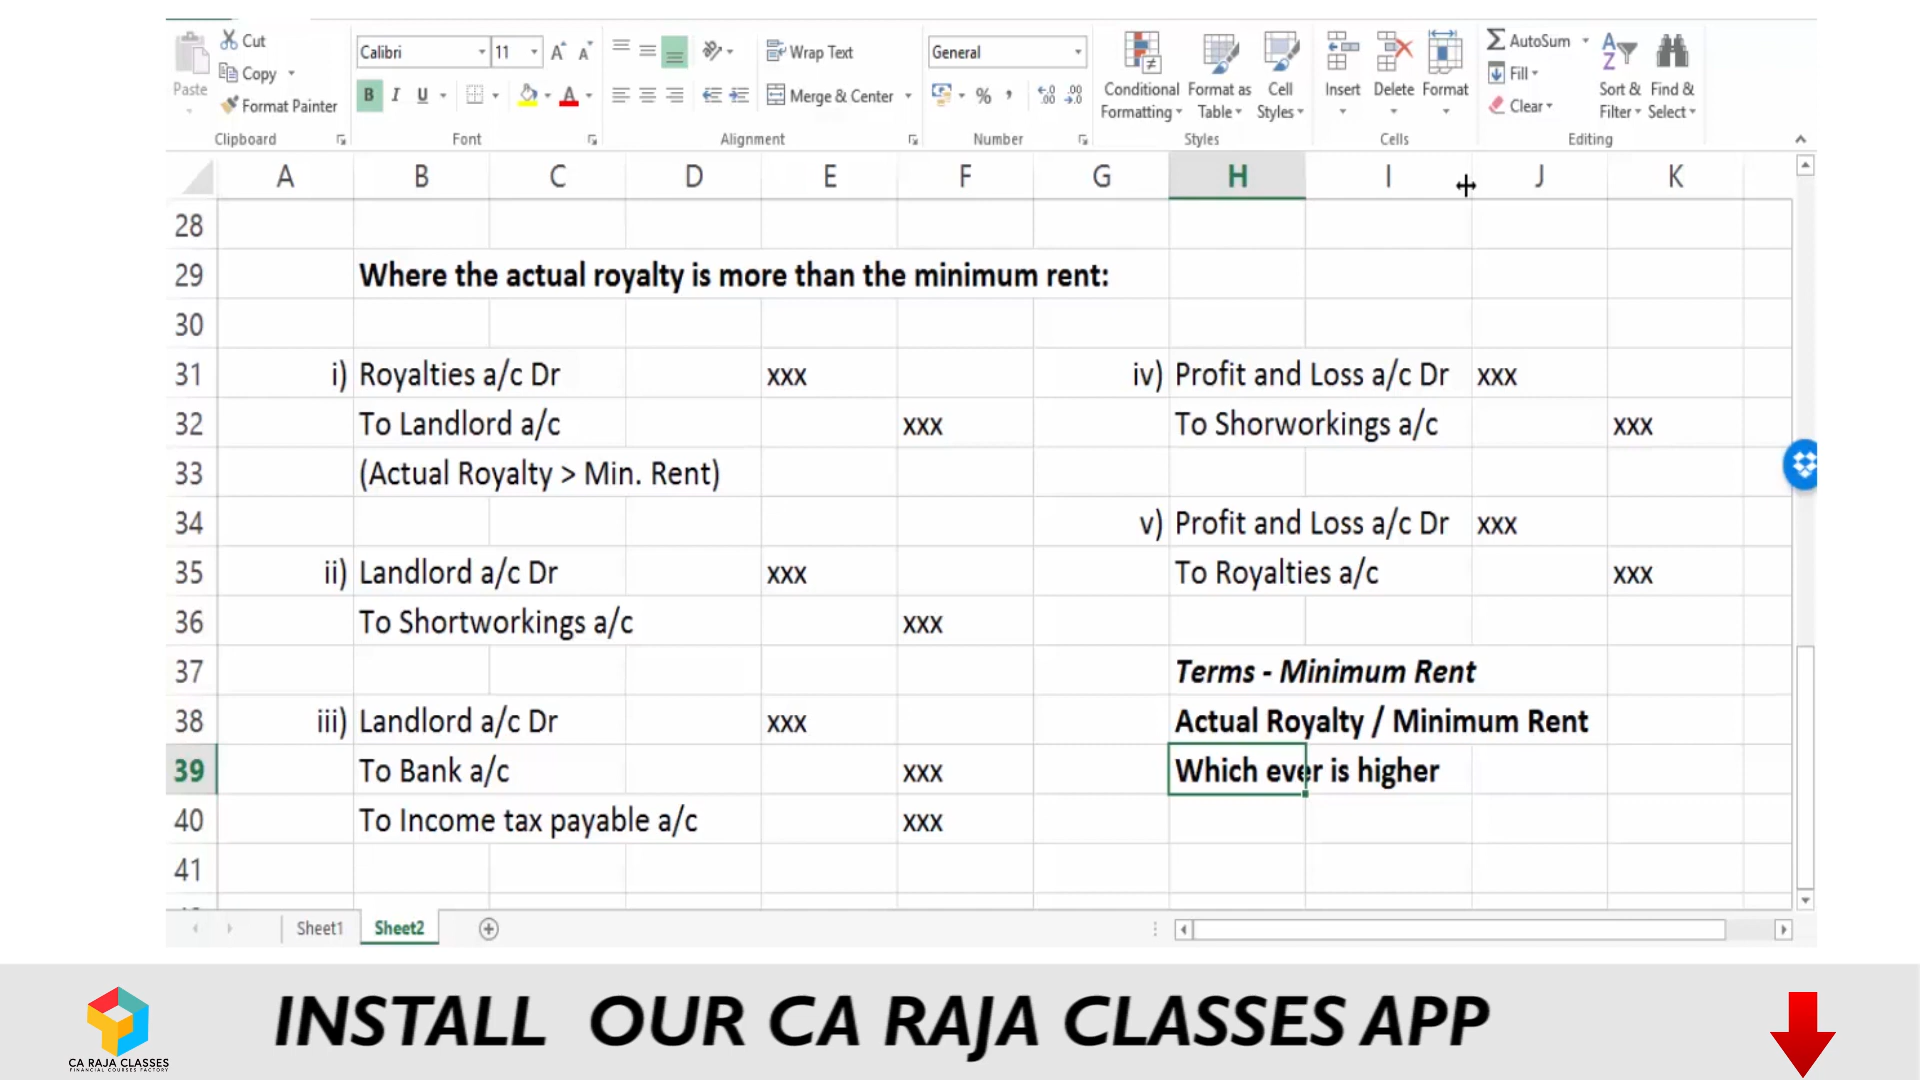 Cut
Copy
Format Painter
Paste
Clipboard
Calibri
11
B I U
Font
Wrap Text
Merge & Center
Alignment
General
%
Number
Conditional Formatting
Format as Table
Cell Styles
Styles
Insert
Delete
Format
Cells
AutoSum
Fill
Clear
Sort & Filter
Find & Select
Editing
A B C D E F G H I J K
28
29 Where the actual royalty is more than the minimum rent:
30
31 i) Royalties a/c Dr xxx iv) Profit and Loss a/c Dr xxx
32 To Landlord a/c xxx To Shorworkings a/c xxx
33 (Actual Royalty > Min. Rent)
34 v) Profit and Loss a/c Dr xxx
35 ii) Landlord a/c Dr xxx To Royalties a/c xxx
36 To Shortworkings a/c xxx
37 Terms - Minimum Rent
38 iii) Landlord a/c Dr xxx Actual Royalty / Minimum Rent
39 To Bank a/c xxx Which ever is higher
40 To Income tax payable a/c xxx
41
Sheet1 Sheet2
INSTALL OUR CA RAJA CLASSES APP
CA RAJA CLASSES
FINANCIAL COURSES FACTORY